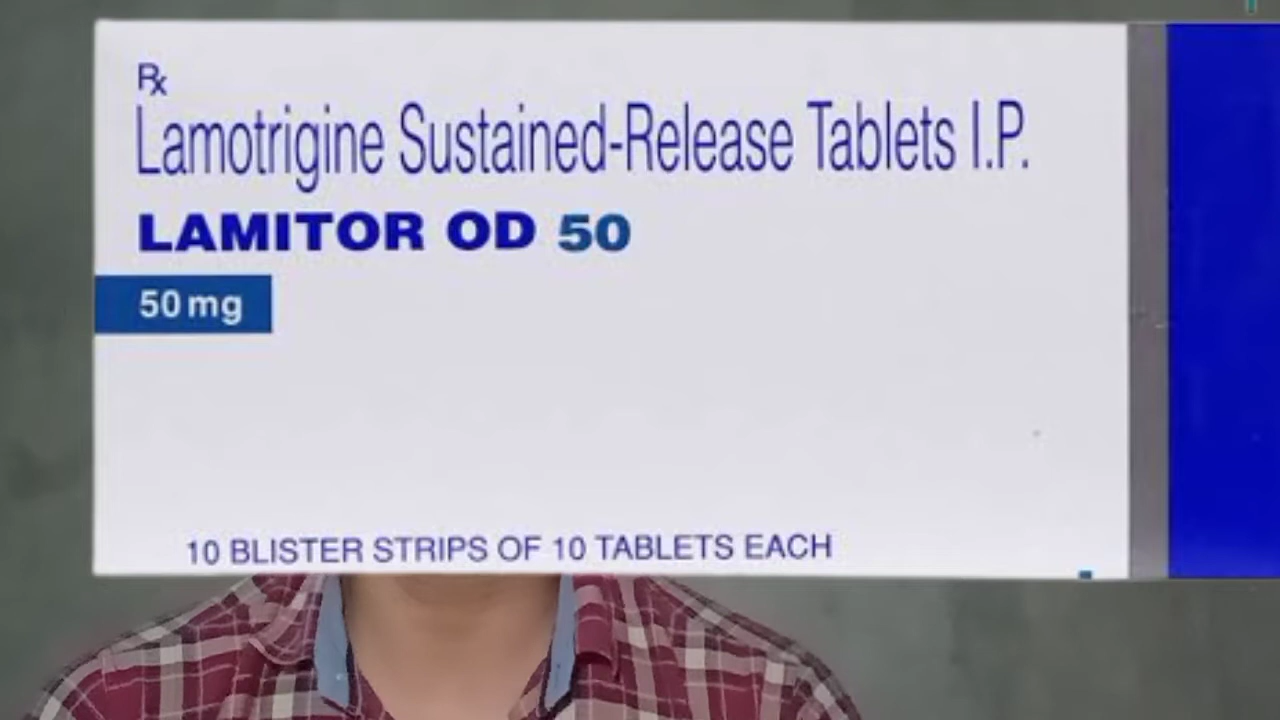 Rx
Lamotrigine Sustained-Release Tablets I.P.
LAMITOR OD 50
50 mg
10 BLISTER STRIPS OF 10 TABLETS EACH